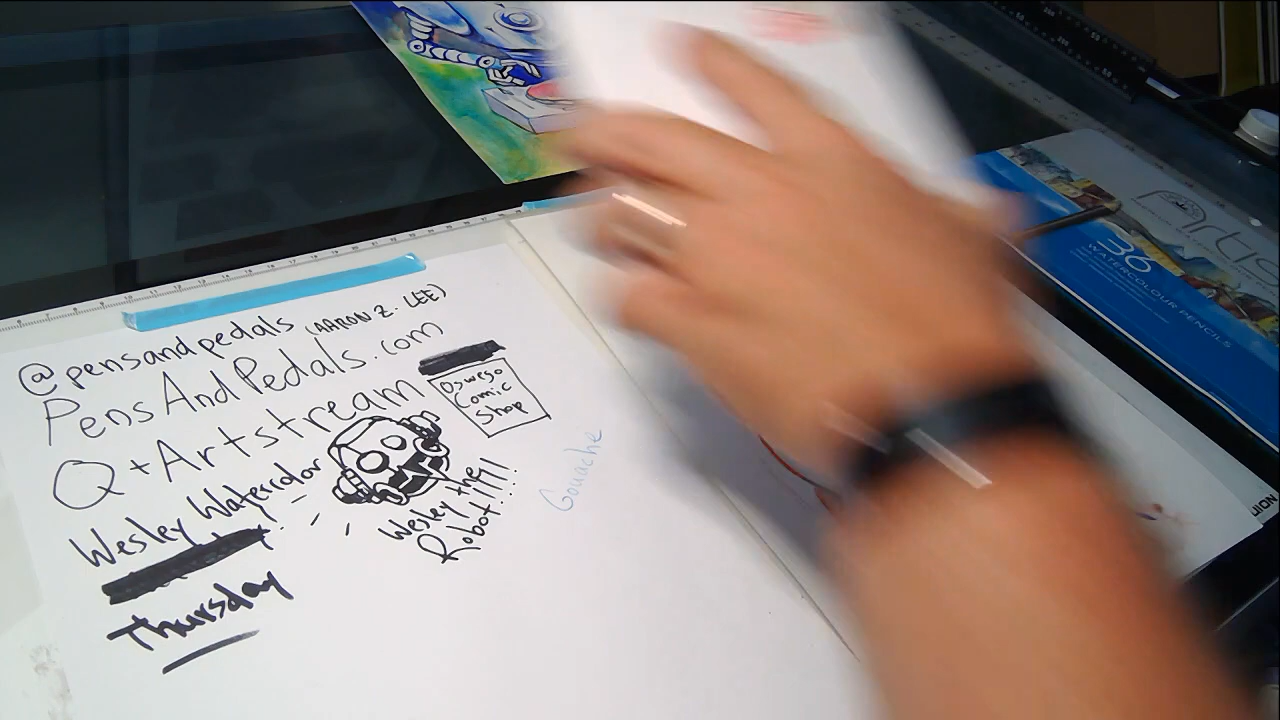 @pensandpedals (AARON Z. LEE)
PensAndPedals.com
Q+Artstream
Oswego
Comic
Shop
Wesley Watercolor
Thursday
Wesley the
Robot!!!!
Gouache
36
WATERCOLOUR PENCILS
artis